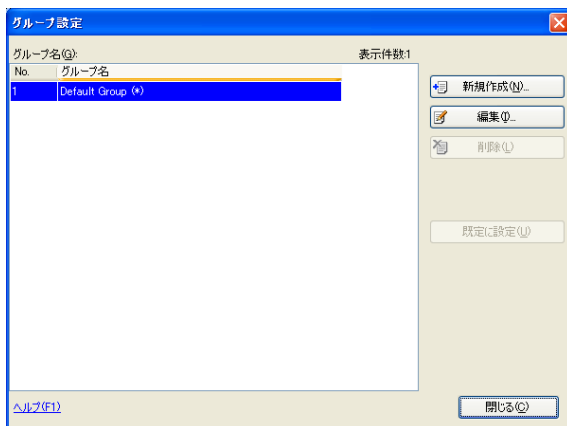 グループ設定
グループ名(G): 表示件数:1
No. グループ名
1 Default Group (*)
新規作成(N)...
編集(I)...
削除(L)
既定に設定(U)
ヘルプ(F1)
閉じる(C)